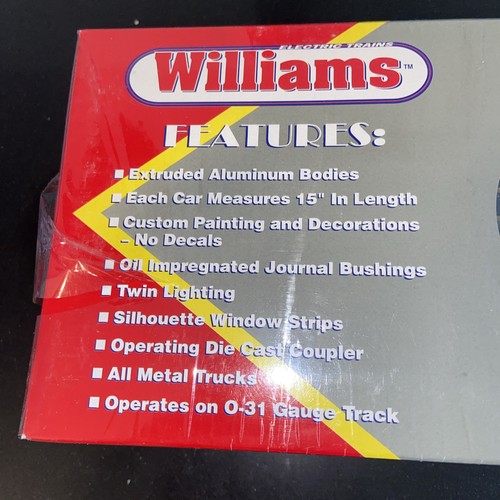 ELECTRIC TRAINS
Williams™
FEATURES:
■ Extruded Aluminum Bodies
■ Each Car Measures 15" In Length
■ Custom Painting and Decorations
– No Decals
■ Oil Impregnated Journal Bushings
■ Twin Lighting
■ Silhouette Window Strips
■ Operating Die Cast Coupler
■ All Metal Trucks
■ Operates on O-31 Gauge Track